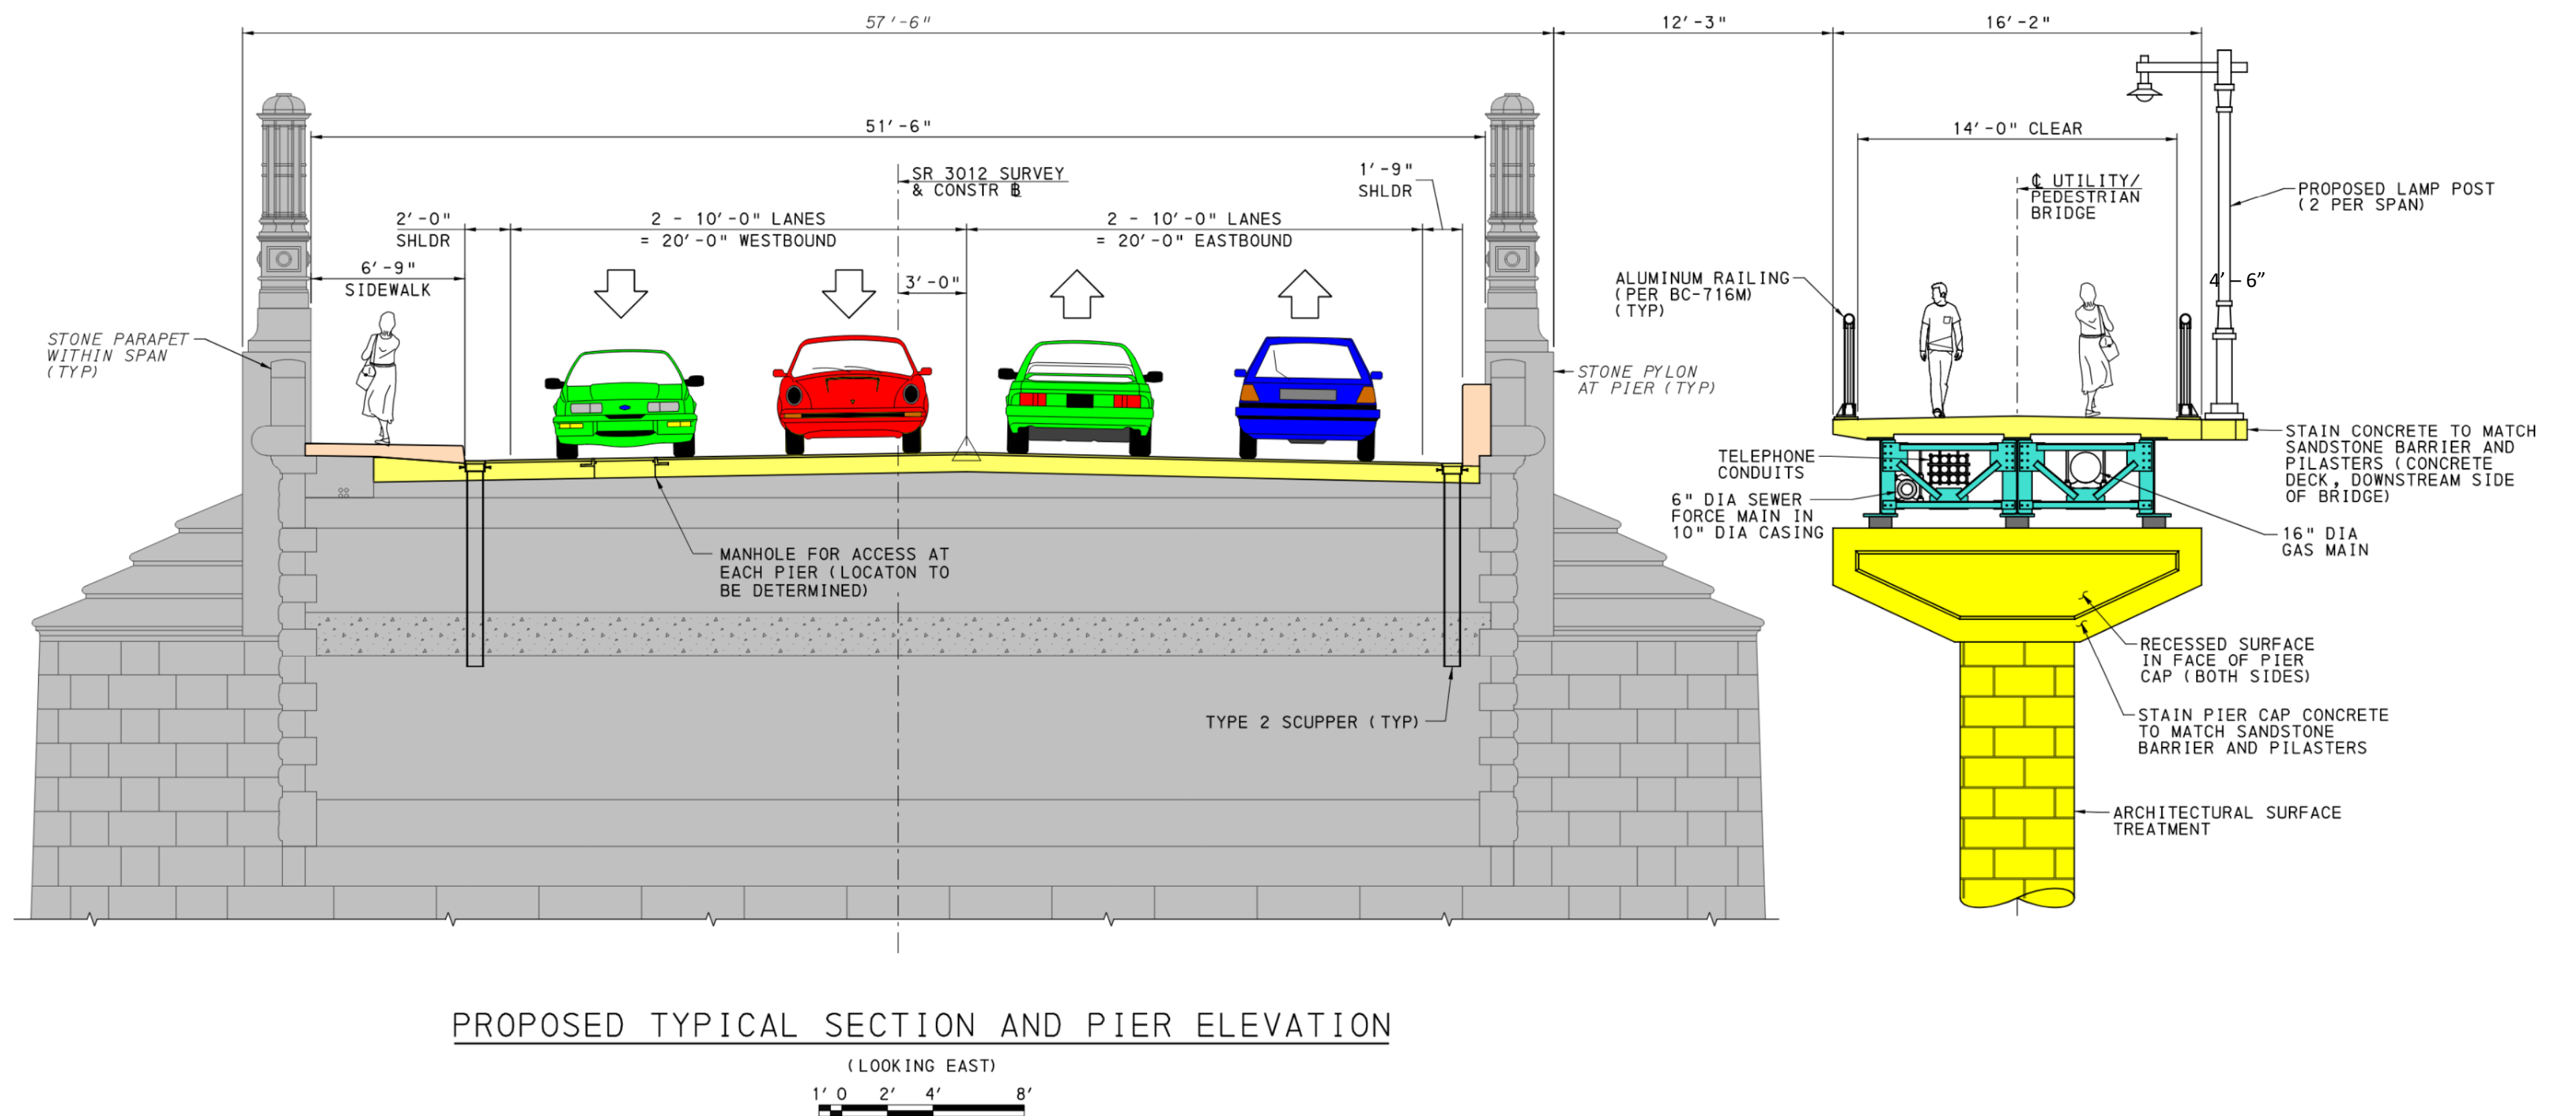 57'-6"
12'-3"
16'-2"
51'-6"
14'-0" CLEAR
SR 3012 SURVEY
& CONSTR BL
1'-9"
SHLDR
CL UTILITY/
PEDESTRIAN
BRIDGE
PROPOSED LAMP POST
(2 PER SPAN)
2'-0"
SHLDR
2 - 10'-0" LANES
= 20'-0" WESTBOUND
2 - 10'-0" LANES
= 20'-0" EASTBOUND
6'-9"
SIDEWALK
3'-0"
ALUMINUM RAILING
(PER BC-716M)
(TYP)
4'-6”
STONE PARAPET
WITHIN SPAN
(TYP)
STONE PYLON
AT PIER (TYP)
TELEPHONE
CONDUITS
STAIN CONCRETE TO MATCH
SANDSTONE BARRIER AND
PILASTERS (CONCRETE
DECK, DOWNSTREAM SIDE
OF BRIDGE)
6" DIA SEWER
FORCE MAIN IN
10" DIA CASING
16" DIA
GAS MAIN
MANHOLE FOR ACCESS AT
EACH PIER (LOCATON TO
BE DETERMINED)
RECESSED SURFACE
IN FACE OF PIER
CAP (BOTH SIDES)
TYPE 2 SCUPPER (TYP)
STAIN PIER CAP CONCRETE
TO MATCH SANDSTONE
BARRIER AND PILASTERS
ARCHITECTURAL SURFACE
TREATMENT
PROPOSED TYPICAL SECTION AND PIER ELEVATION
(LOOKING EAST)
1' 0 2' 4' 8'